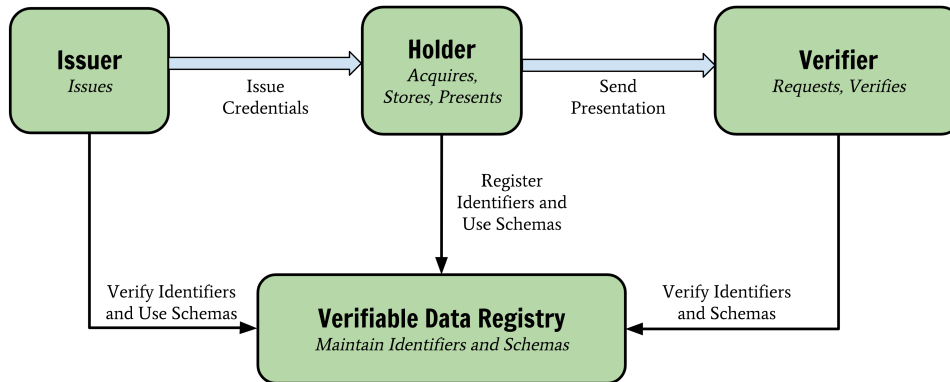 Issuer
Issues
Issue
Credentials
Holder
Acquires,
Stores, Presents
Send
Presentation
Verifier
Requests, Verifies
Register
Identifiers and
Use Schemas
Verify Identifiers
and Use Schemas
Verifiable Data Registry
Maintain Identifiers and Schemas
Verify Identifiers
and Schemas